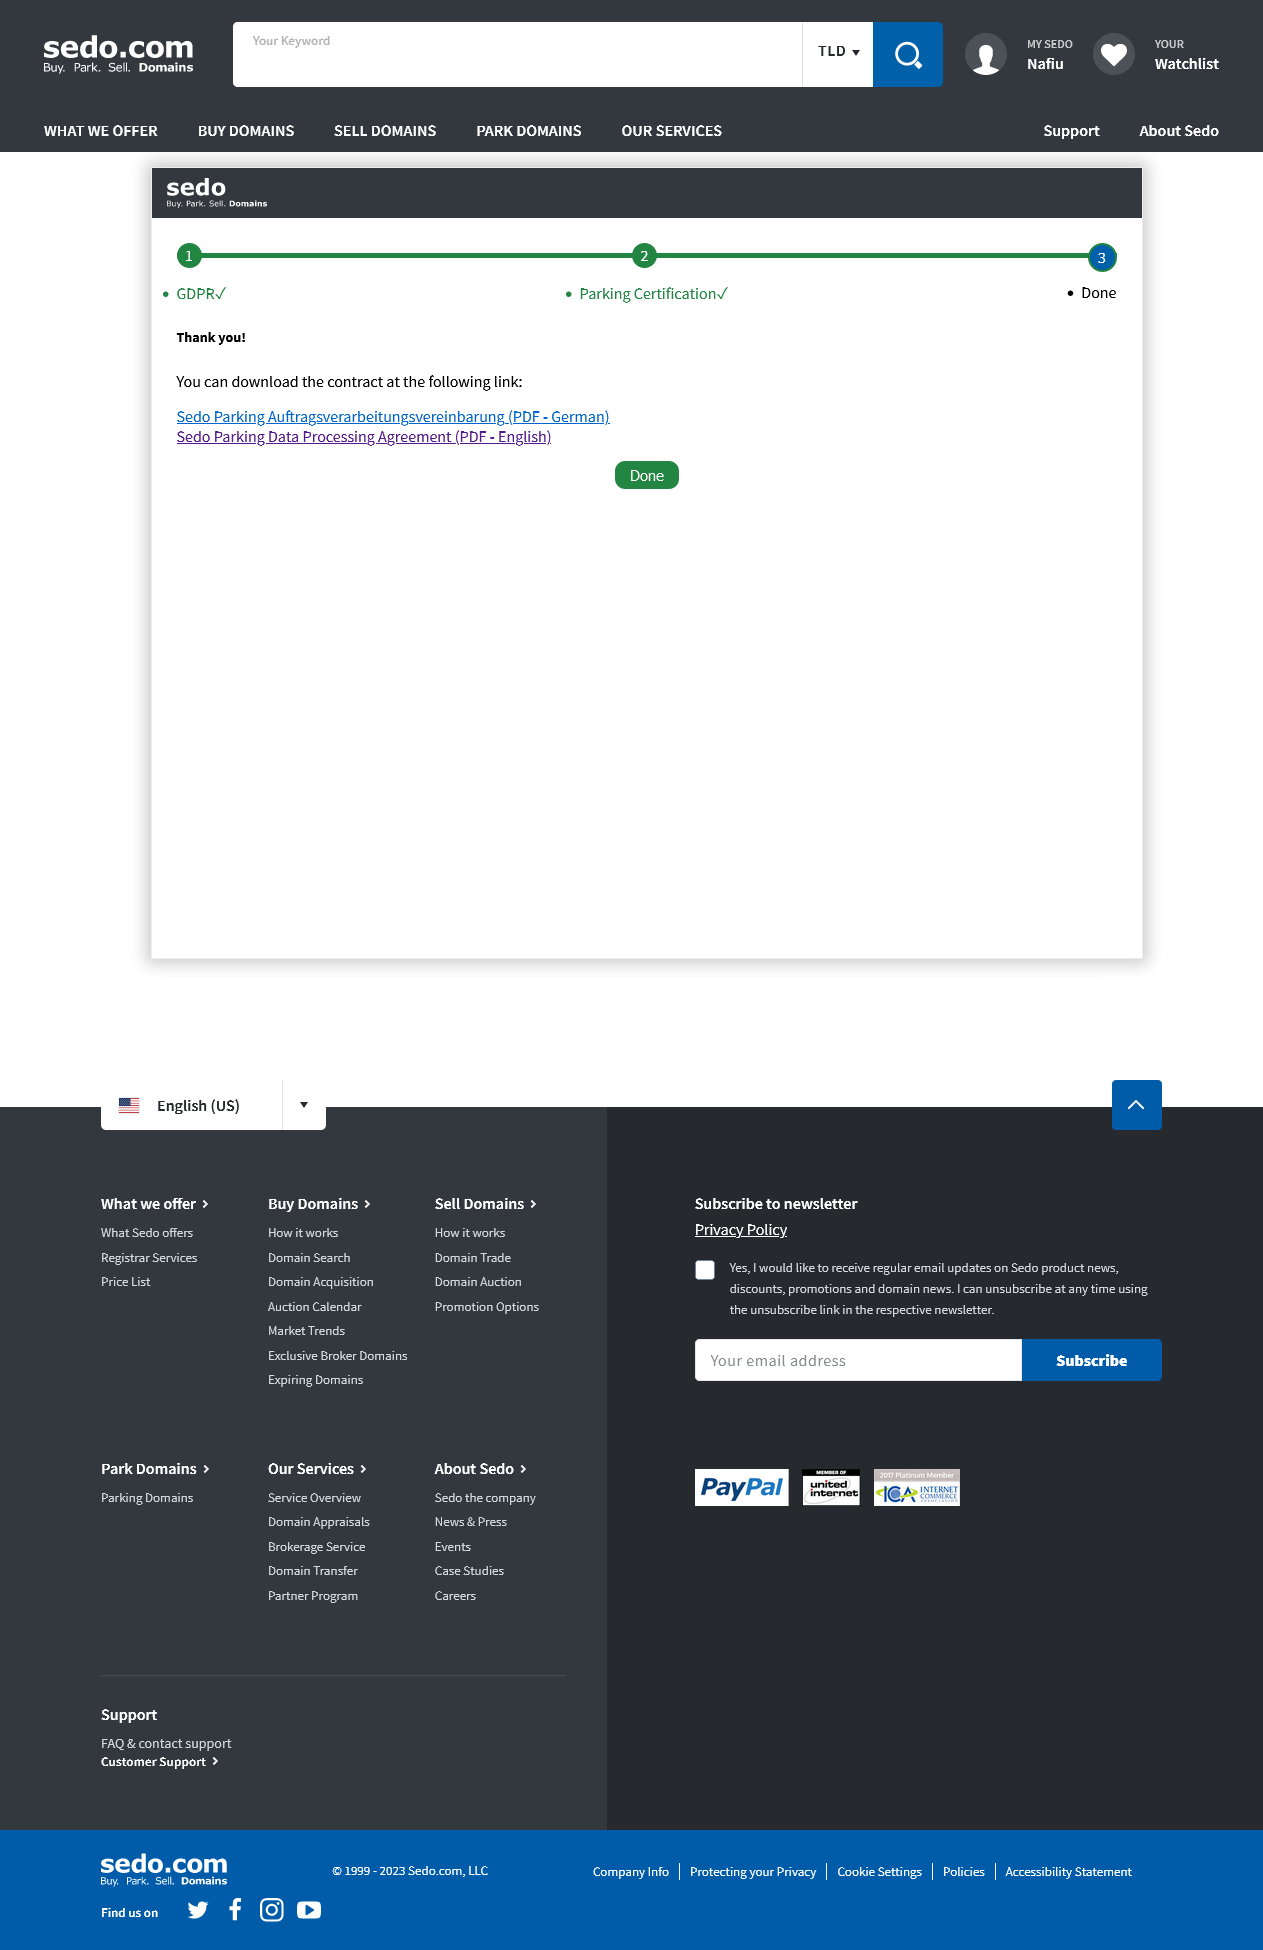 sedo.com
Buy. Park. Sell. Domains
Your Keyword
TLD
MY SEDO
Nafiu
YOUR
Watchlist
WHAT WE OFFER BUY DOMAINS SELL DOMAINS PARK DOMAINS OUR SERVICES Support About Sedo
sedo
Buy. Park. Sell. Domains
1 2 3
• GDPR✓ • Parking Certification✓ • Done
Thank you!
You can download the contract at the following link:
Sedo Parking Auftragsverarbeitungsvereinbarung (PDF - German)
Sedo Parking Data Processing Agreement (PDF - English)
Done
English (US)
What we offer
What Sedo offers
Registrar Services
Price List
Buy Domains
How it works
Domain Search
Domain Acquisition
Auction Calendar
Market Trends
Exclusive Broker Domains
Expiring Domains
Sell Domains
How it works
Domain Trade
Domain Auction
Promotion Options
Subscribe to newsletter
Privacy Policy
Yes, I would like to receive regular email updates on Sedo product news,
discounts, promotions and domain news. I can unsubscribe at any time using
the unsubscribe link in the respective newsletter.
Your email address
Subscribe
Park Domains
Parking Domains
Our Services
Service Overview
Domain Appraisals
Brokerage Service
Domain Transfer
Partner Program
About Sedo
Sedo the company
News & Press
Events
Case Studies
Careers
PayPal
MEMBER OF
united
internet
2017 Platinum Member
ICA INTERNET
COMMERCE
ASSOCIATION
Support
FAQ & contact support
Customer Support
sedo.com
Buy. Park. Sell. Domains
© 1999 - 2023 Sedo.com, LLC
Company Info Protecting your Privacy Cookie Settings Policies Accessibility Statement
Find us on